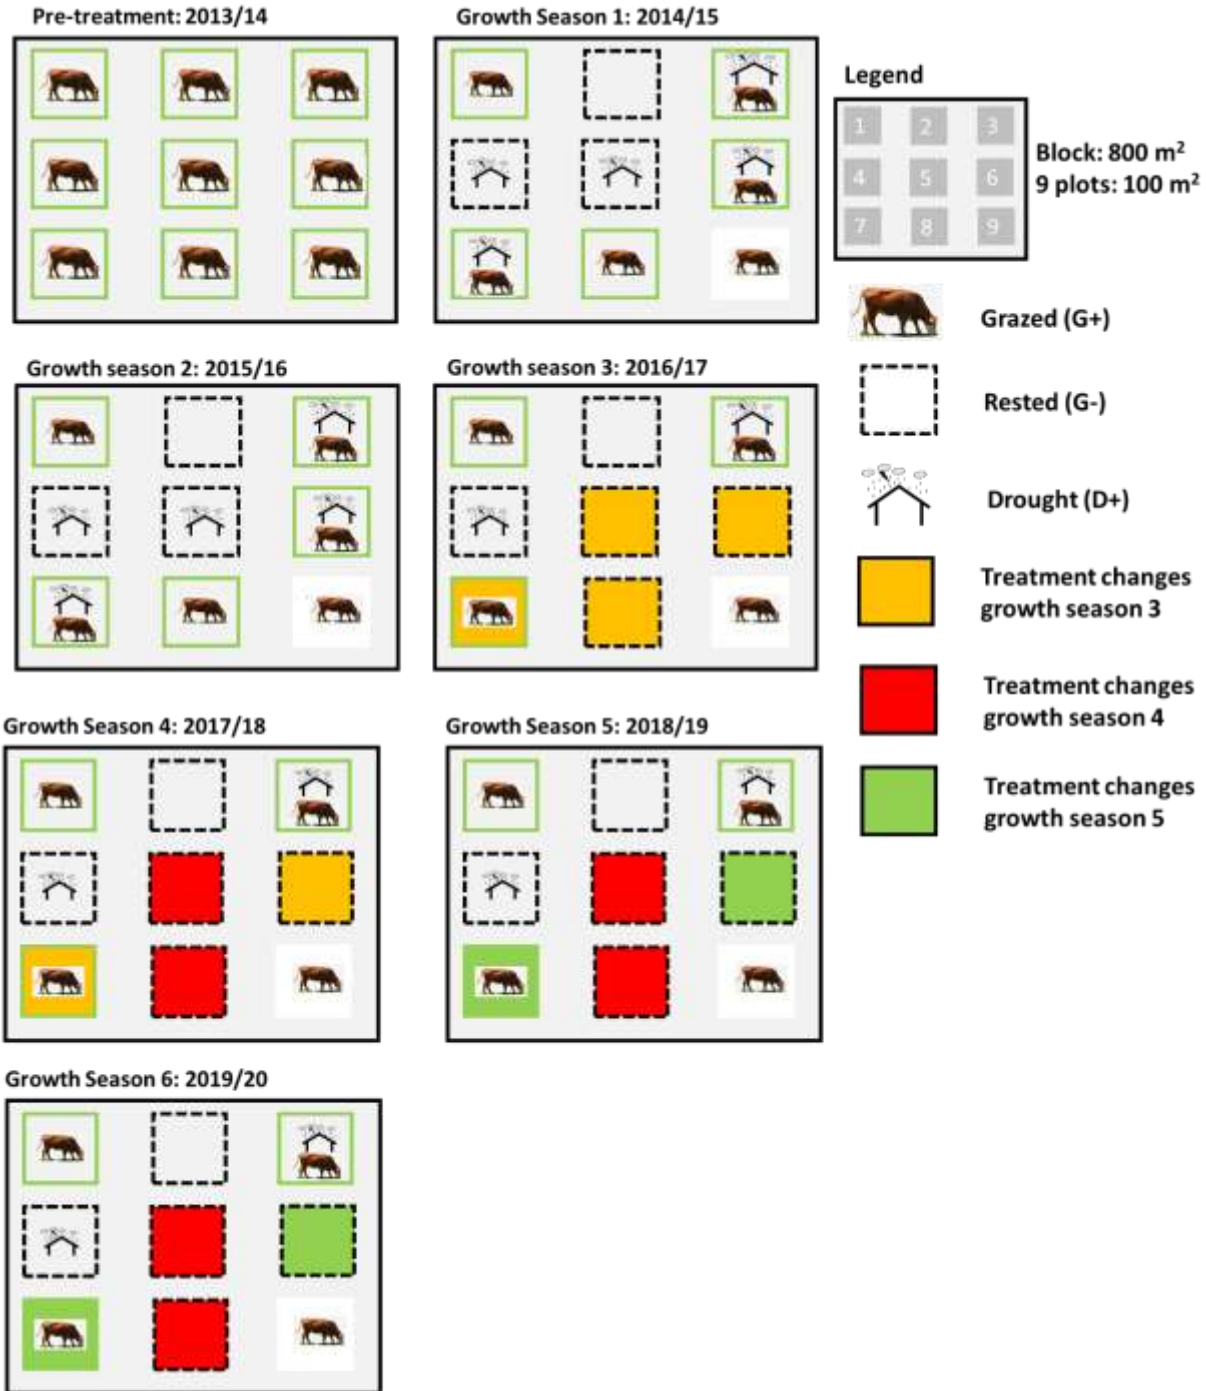 Pre-treatment: 2013/14
Growth Season 1: 2014/15
Legend
1 2 3
4 5 6
7 8 9
Block: 800 m²
9 plots: 100 m²
Grazed (G+)
Growth season 2: 2015/16
Growth season 3: 2016/17
Rested (G-)
Drought (D+)
Treatment changes
growth season 3
Treatment changes
growth season 4
Growth Season 4: 2017/18
Growth Season 5: 2018/19
Treatment changes
growth season 5
Growth Season 6: 2019/20